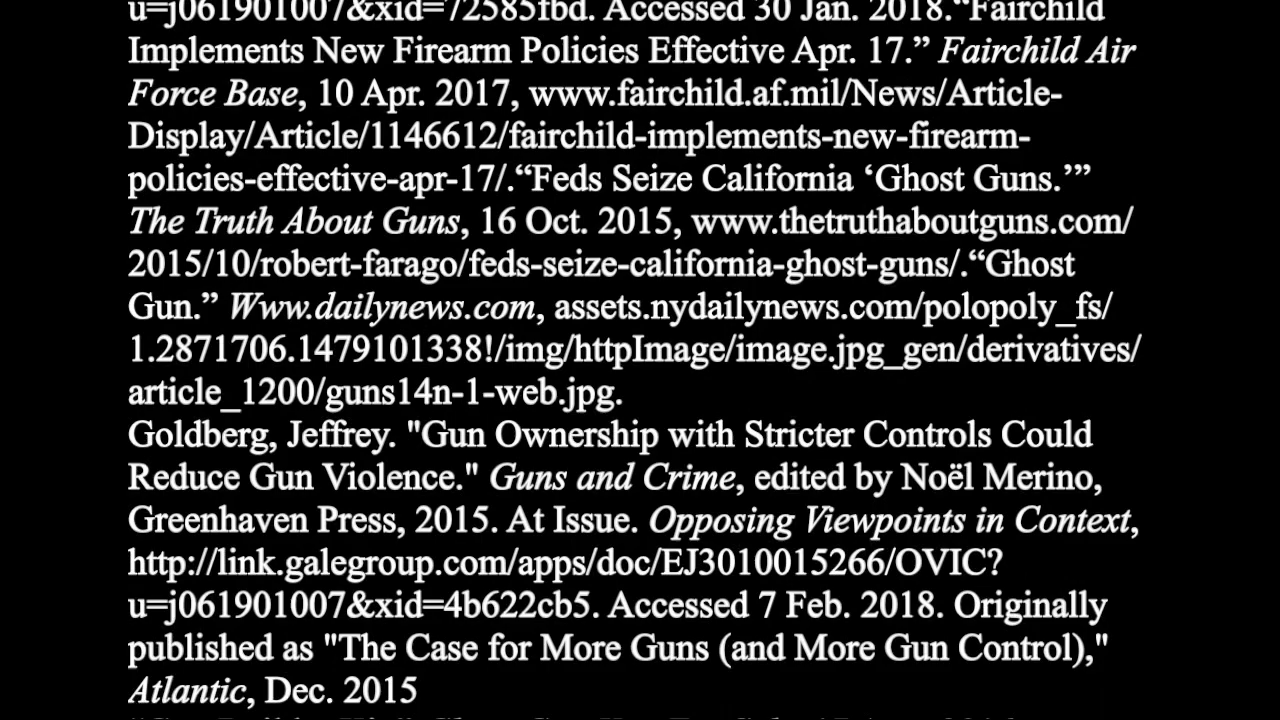 u=j061901007&xid=72585fbd. Accessed 30 Jan. 2018.“Fairchild
Implements New Firearm Policies Effective Apr. 17.” Fairchild Air
Force Base, 10 Apr. 2017, www.fairchild.af.mil/News/Article-
Display/Article/1146612/fairchild-implements-new-firearm-
policies-effective-apr-17/.“Feds Seize California ‘Ghost Guns.’”
The Truth About Guns, 16 Oct. 2015, www.thetruthaboutguns.com/
2015/10/robert-farago/feds-seize-california-ghost-guns/.“Ghost
Gun.” Www.dailynews.com, assets.nydailynews.com/polopoly_fs/
1.2871706.1479101338!/img/httpImage/image.jpg_gen/derivatives/
article_1200/guns14n-1-web.jpg.
Goldberg, Jeffrey. "Gun Ownership with Stricter Controls Could
Reduce Gun Violence." Guns and Crime, edited by Noël Merino,
Greenhaven Press, 2015. At Issue. Opposing Viewpoints in Context,
http://link.galegroup.com/apps/doc/EJ3010015266/OVIC?
u=j061901007&xid=4b622cb5. Accessed 7 Feb. 2018. Originally
published as "The Case for More Guns (and More Gun Control),"
Atlantic, Dec. 2015